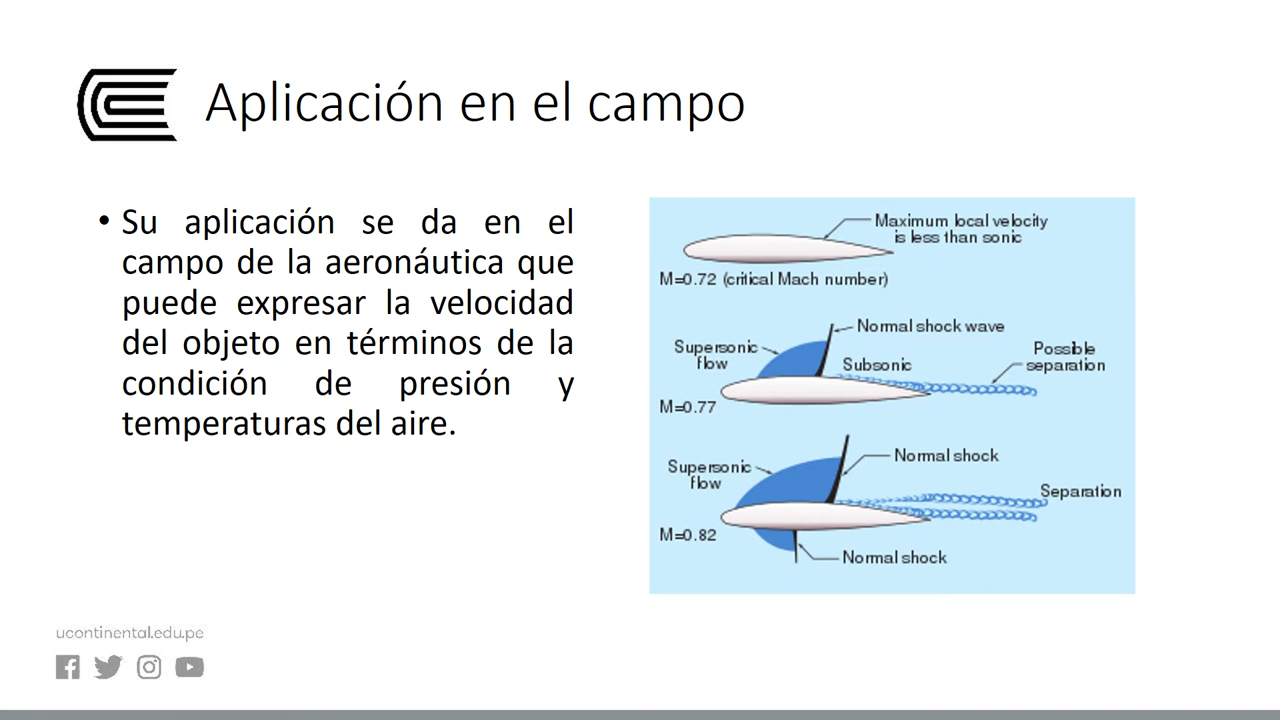 Aplicación en el campo
• Su aplicación se da en el
campo de la aeronáutica que
puede expresar la velocidad
del objeto en términos de la
condición de presión y
temperaturas del aire.
Maximum local velocity
is less than sonic
M=0.72 (critical Mach number)
Normal shock wave
Supersonic
flow
Subsonic
Possible
separation
M=0.77
Normal shock
Supersonic
flow
Separation
M=0.82
Normal shock
ucontinental.edu.pe